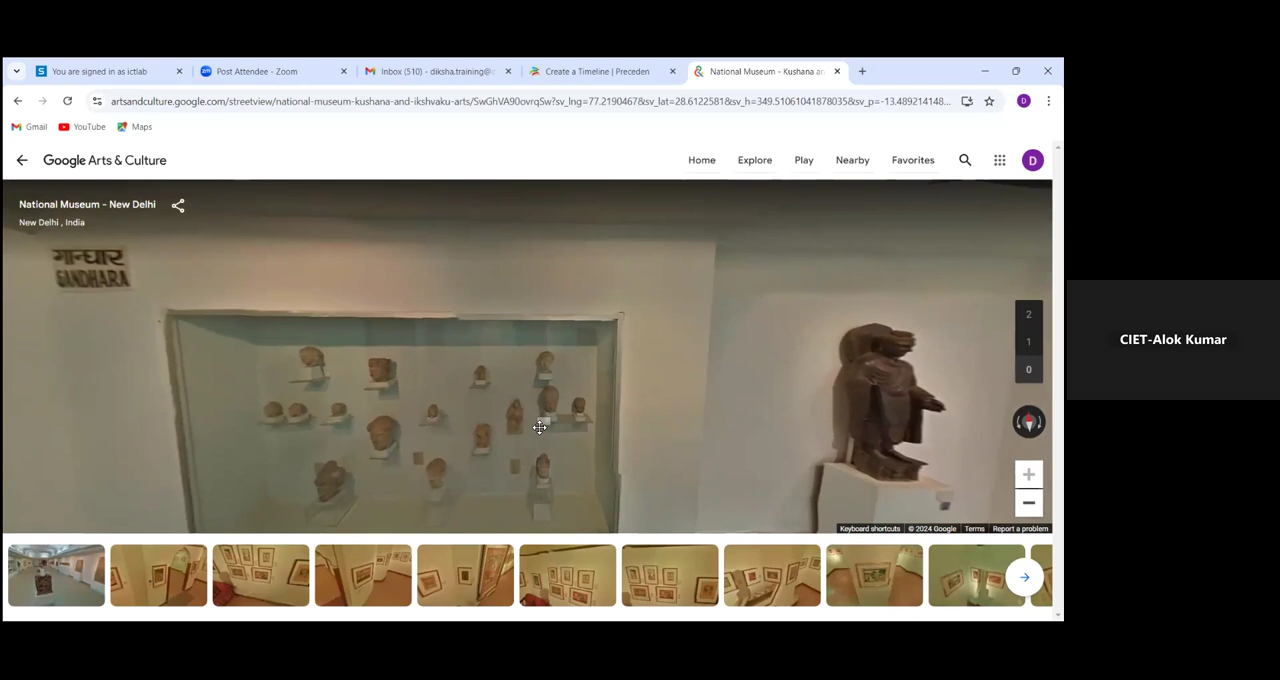 You are signed in as ictlab
Post Attendee - Zoom
Inbox (510) - diksha.training@
Create a Timeline | Preceden
National Museum - Kushana an
artsandculture.google.com/streetview/national-museum-kushana-and-ikshvaku-arts/SwGhVA90ovrqSw?sv_lng=77.2190467&sv_lat=28.6122581&sv_h=349.510610418780358&sv_p=-13.489214148...
D
Gmail
YouTube
Maps
Google Arts & Culture
Home
Explore
Play
Nearby
Favorites
D
National Museum - New Delhi
New Delhi , India
गान्धार
GANDHARA
2
1
0
CIET-Alok Kumar
Keyboard shortcuts
© 2024 Google
Terms
Report a problem